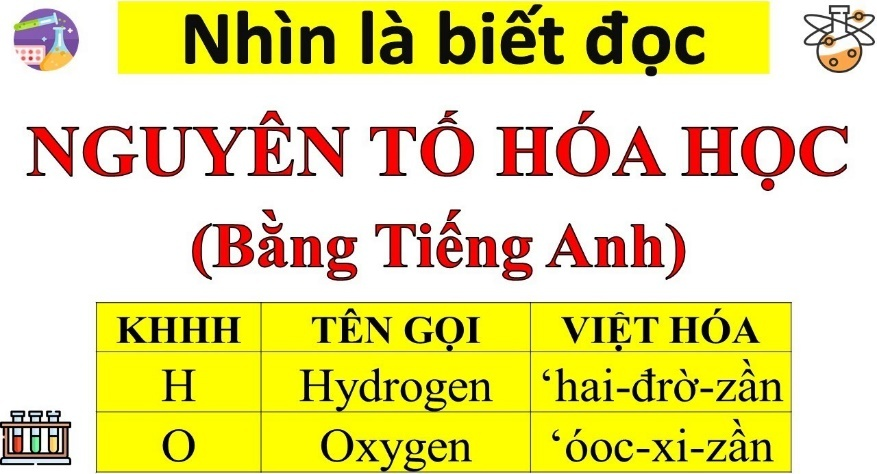 Nhìn là biết đọc
NGUYÊN TỐ HÓA HỌC
(Bằng Tiếng Anh)
KHHH TÊN GỌI VIỆT HÓA
H Hydrogen ‘hai-đrờ-zần
O Oxygen ‘óoc-xi-zần